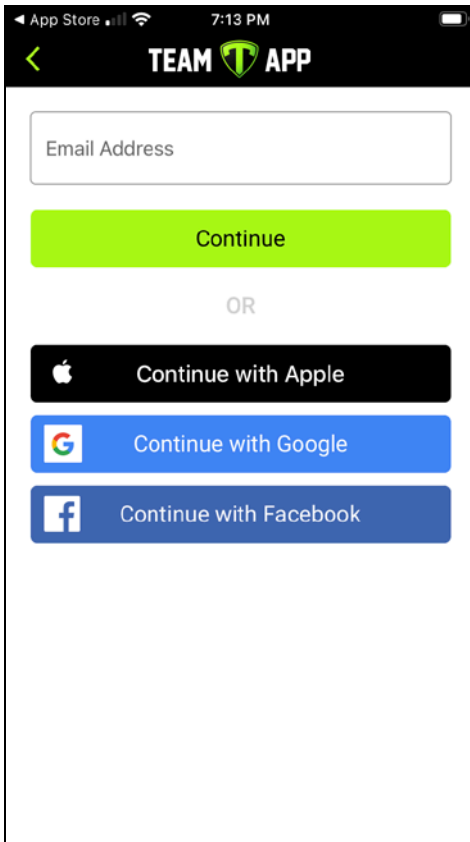 App Store 7:13 PM
TEAM T APP
Email Address
Continue
OR
Continue with Apple
G Continue with Google
f Continue with Facebook